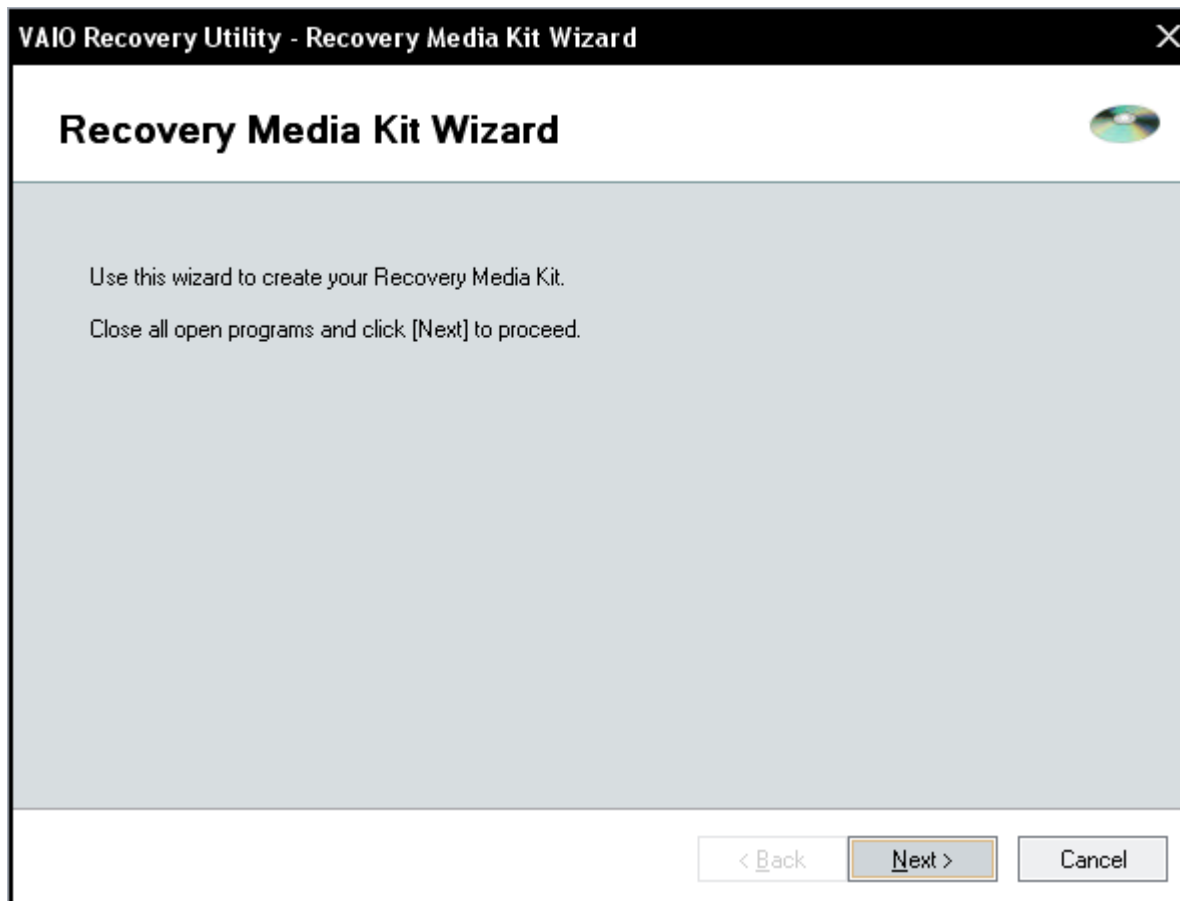 VAIO Recovery Utility - Recovery Media Kit Wizard
Recovery Media Kit Wizard
Use this wizard to create your Recovery Media Kit.
Close all open programs and click [Next] to proceed.
< Back Next > Cancel